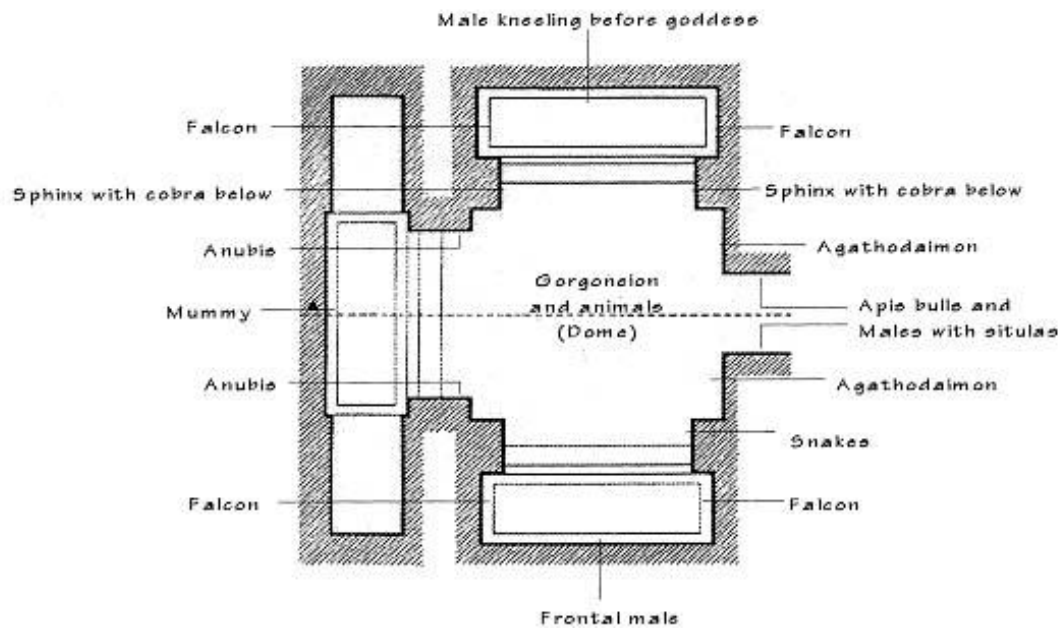 Male kneeling before goddess
Falcon
Falcon
Sphinx with cobra below
Sphinx with cobra below
Anubis
Agathodaimon
Gorgoneion
and animals
(Dome)
Mummy
Apis bulls and
Males with situlas
Anubis
Agathodaimon
Snakes
Falcon
Falcon
Frontal male